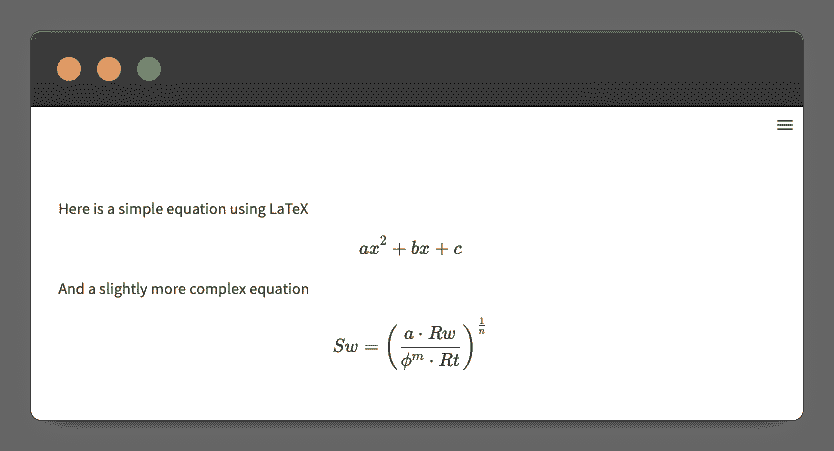 Here is a simple equation using LaTeX
$ax^2 + bx + c$
And a slightly more complex equation
$Sw = \left( \frac{a \cdot Rw}{\phi^m \cdot Rt} \right)^{\frac{1}{n}}$